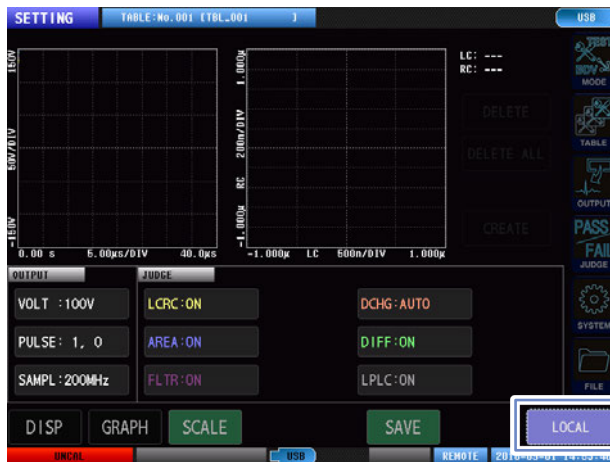 SETTING TABLE:No.001 [TBL_001 ] USB
150V
50V/DIV
-150V
0.00 s 5.00µs/DIV 40.0µs
1.000µ
200n/DIV
RC
-1.000µ
-1.000µ LC 500n/DIV 1.000µ
LC: ---
RC: ---
DELETE
DELETE ALL
CREATE
TEST
BDV
MODE
TABLE
OUTPUT
PASS
FAIL
JUDGE
SYSTEM
FILE
OUTPUT
VOLT :100V
PULSE: 1, 0
SAMPL:200MHz
JUDGE
LCRC:ON DCHG:AUTO
AREA:ON DIFF:ON
FLTR:ON LPLC:ON
DISP GRAPH SCALE SAVE LOCAL
UNCAL USB REMOTE